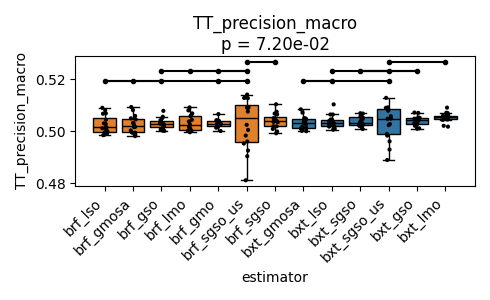 TT_precision_macro
p = 7.20e-02
TT_precision_macro
0.52
0.50
0.48
brf_lso
brf_gmosa
brf_gso
brf_lmo
brf_gmo
brf_sgso_us
brf_sgso
bxt_gmosa
bxt_lso
bxt_sgso
bxt_sgso_us
bxt_gso
bxt_lmo
estimator